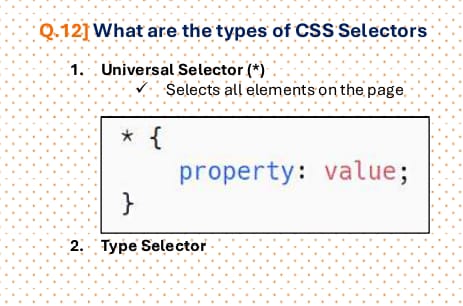 Q.12] What are the types of CSS Selectors
1. Universal Selector (*)
✓ Selects all elements on the page
* {
property: value;
}
2. Type Selector